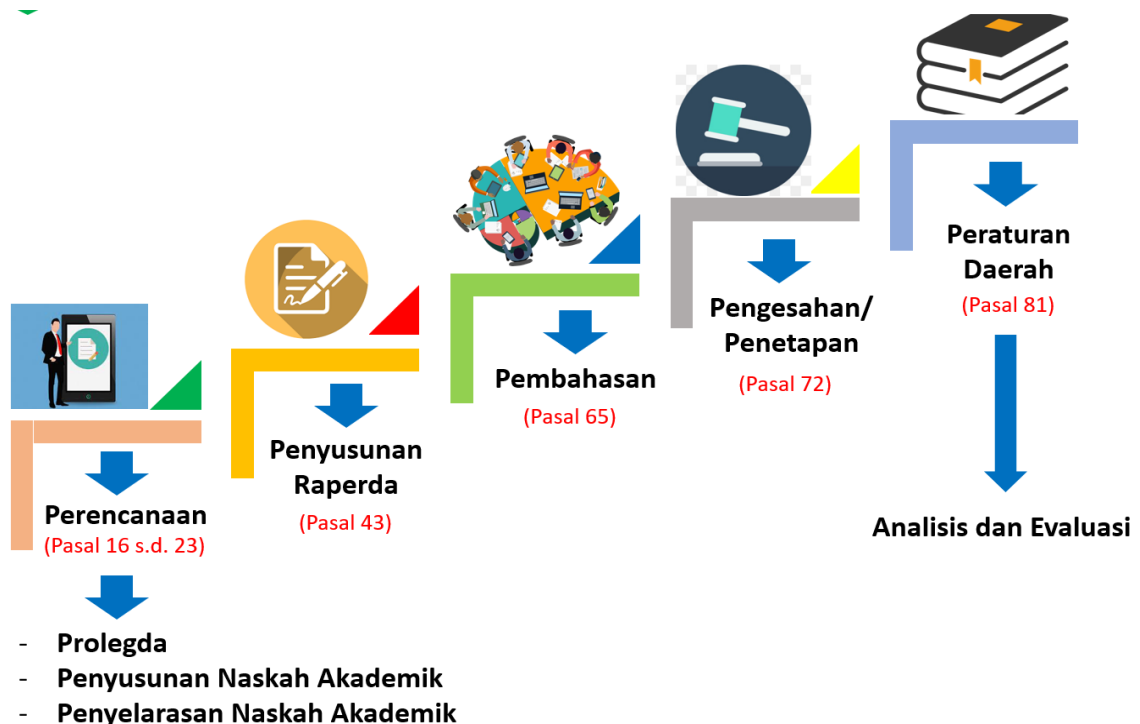 Perencanaan
(Pasal 16 s.d. 23)
- Prolegda
- Penyusunan Naskah Akademik
- Penyelarasan Naskah Akademik
Penyusunan
Raperda
(Pasal 43)
Pembahasan
(Pasal 65)
Pengesahan/
Penetapan
(Pasal 72)
Peraturan
Daerah
(Pasal 81)
Analisis dan Evaluasi